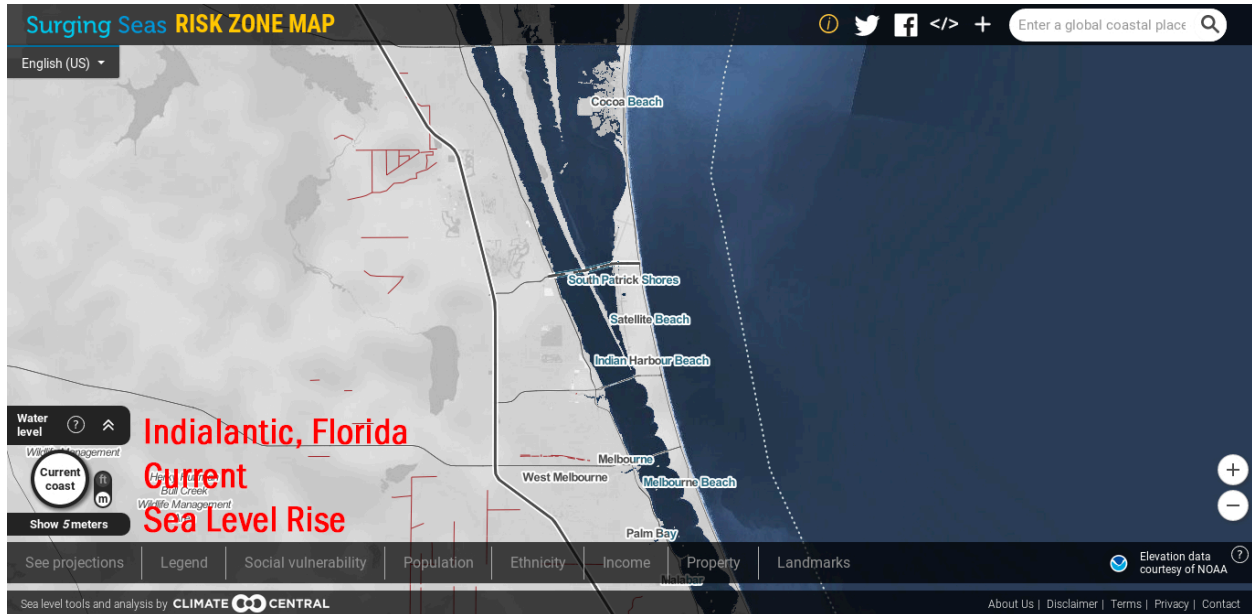 Surging Seas RISK ZONE MAP
i
</>
+
Enter a global coastal place
English (US)
Cocoa Beach
South Patrick Shores
Satellite Beach
Indian Harbour Beach
Melbourne
West Melbourne
Melbourne Beach
Palm Bay
Malabar
Water
level
?
Management
Current
coast
ft
m
Bull Creek
Wildlife Management
Show 5 meters
Indialantic, Florida
Current
Sea Level Rise
+
−
See projections
Legend
Social vulnerability
Population
Ethnicity
Income
Property
Landmarks
Elevation data
courtesy of NOAA
?
Sea level tools and analysis by CLIMATE CENTRAL
About Us | Disclaimer | Terms | Privacy | Contact